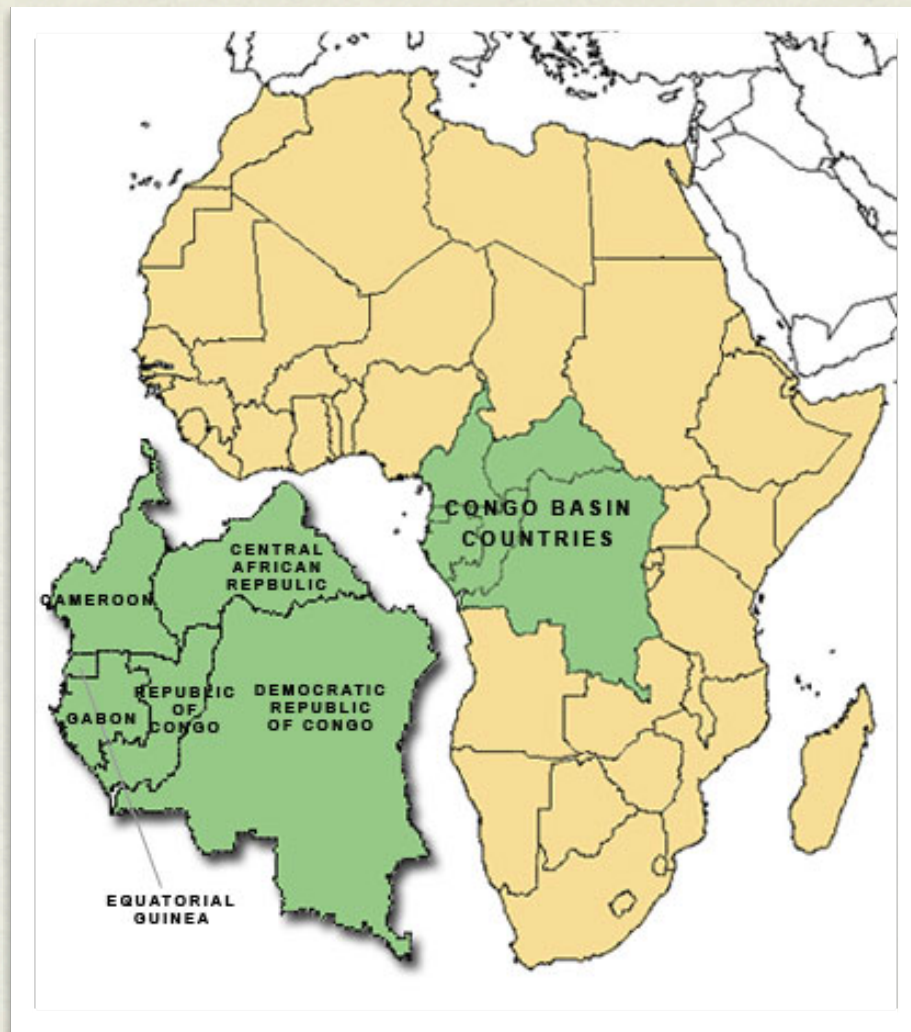 CONGO BASIN
COUNTRIES
CENTRAL
AFRICAN
REPBULIC
CAMEROON
REPUBLIC
OF
CONGO
DEMOCRATIC
REPUBLIC
OF CONGO
GABON
EQUATORIAL
GUINEA